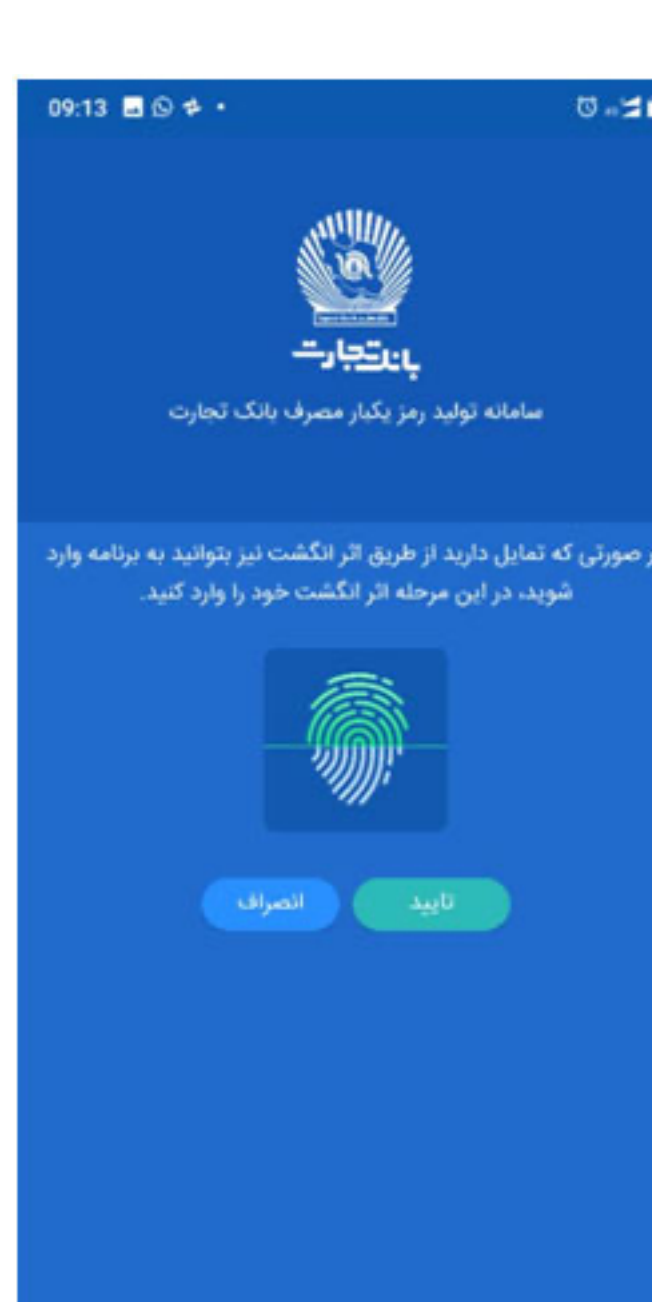 09:13
بانک تجارت
سامانه تولید رمز یکبار مصرف بانک تجارت
ر صورتی که تمایل دارید از طریق اثر انگشت نیز بتوانید به برنامه وارد
شوید، در این مرحله اثر انگشت خود را وارد کنید.
تایید
انصراف